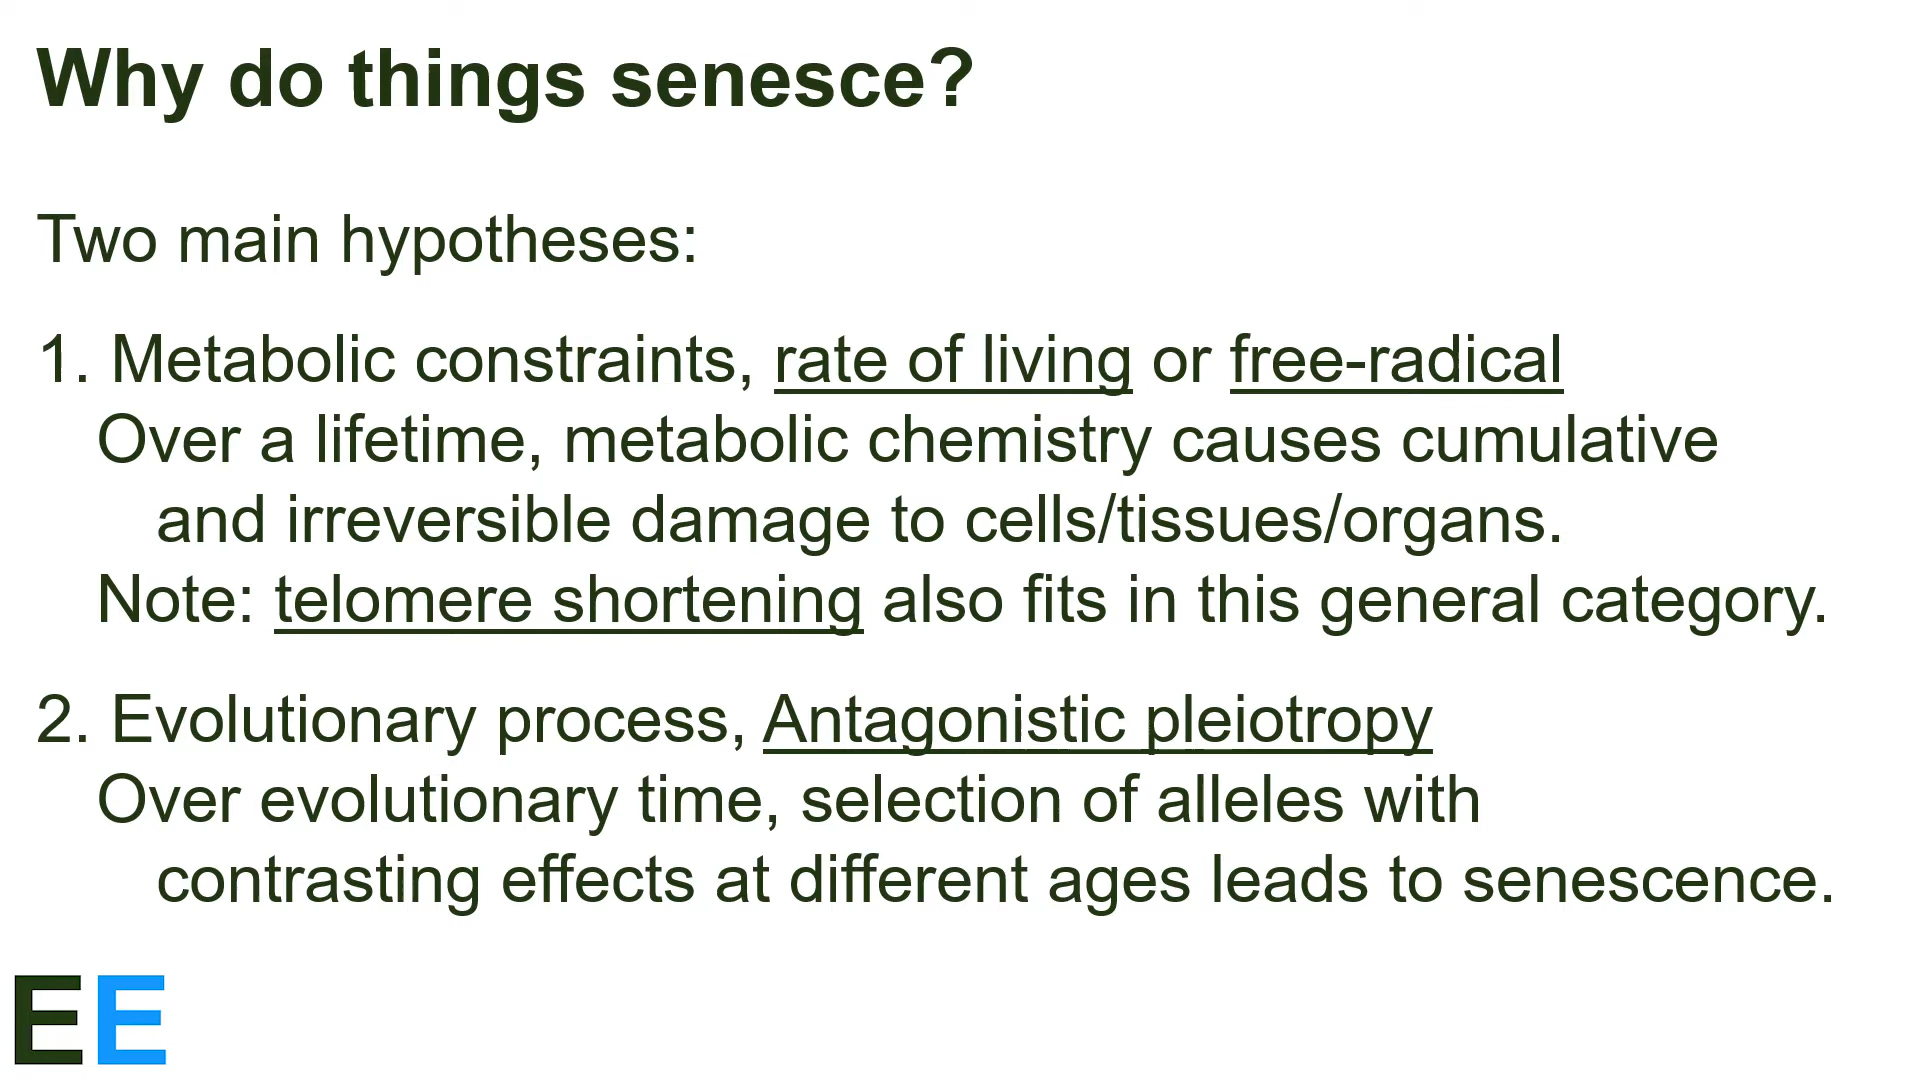 Why do things senesce?
Two main hypotheses:
1. Metabolic constraints, rate of living or free-radical
Over a lifetime, metabolic chemistry causes cumulative
and irreversible damage to cells/tissues/organs.
Note: telomere shortening also fits in this general category.
2. Evolutionary process, Antagonistic pleiotropy
Over evolutionary time, selection of alleles with
contrasting effects at different ages leads to senescence.
EE